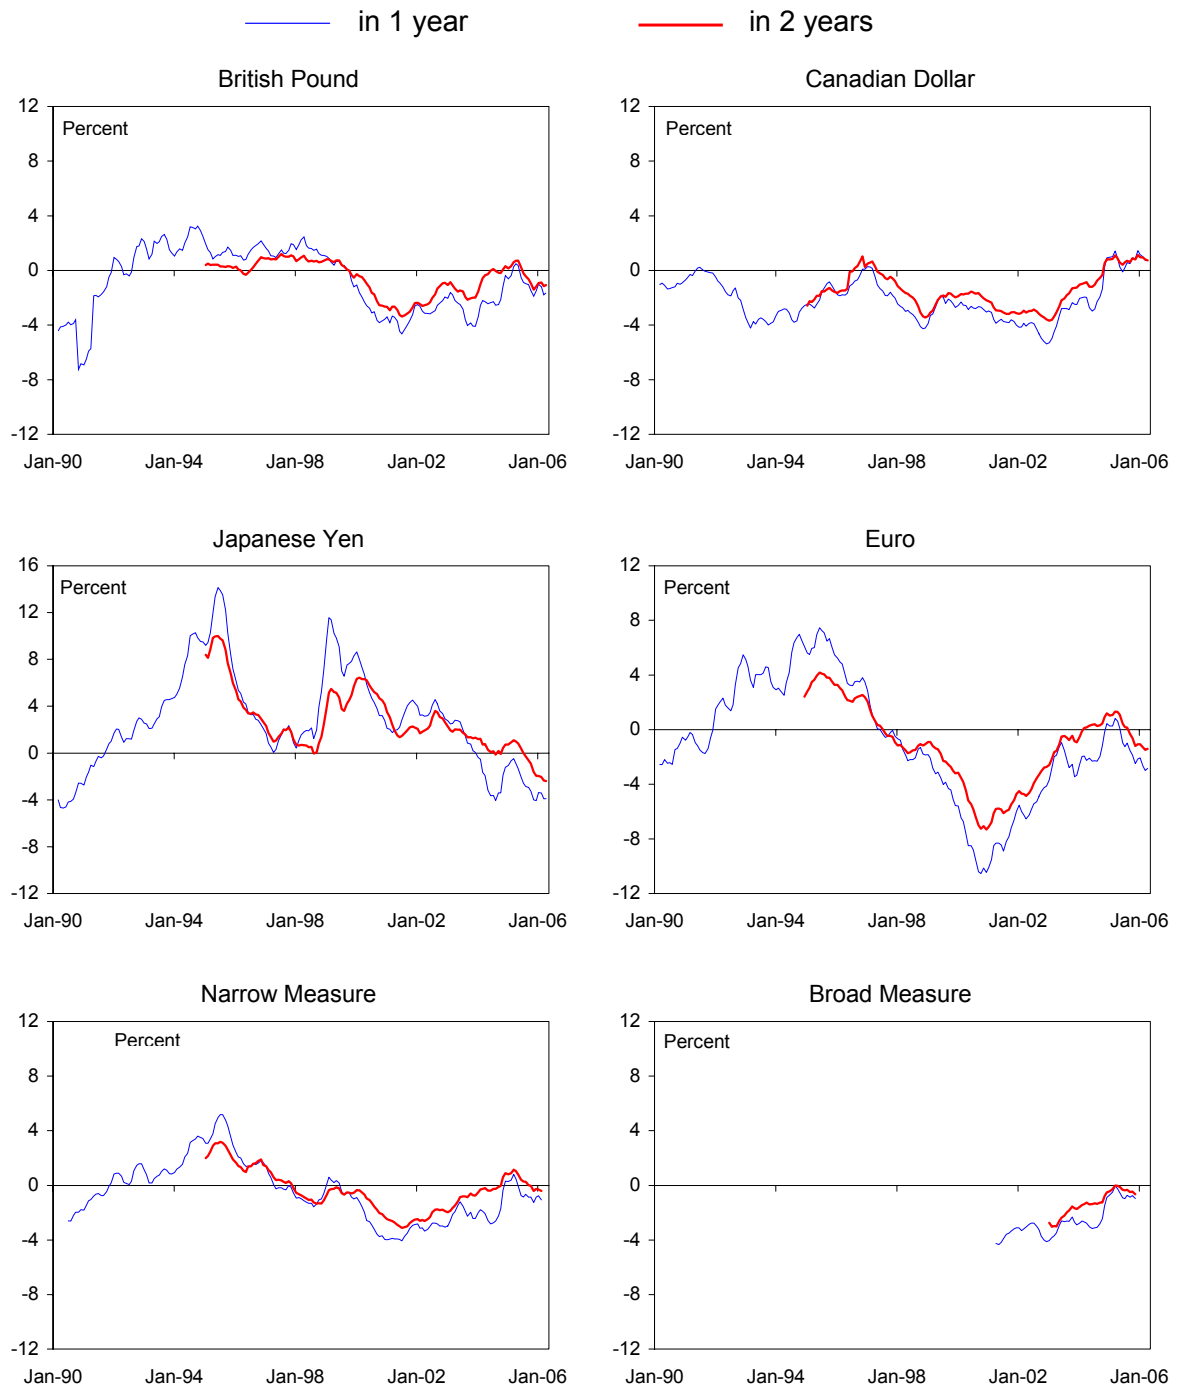 in 1 year
in 2 years
British Pound
Percent
12
8
4
0
-4
-8
-12
Jan-90 Jan-94 Jan-98 Jan-02 Jan-06
Canadian Dollar
Percent
12
8
4
0
-4
-8
-12
Jan-90 Jan-94 Jan-98 Jan-02 Jan-06
Japanese Yen
Percent
16
12
8
4
0
-4
-8
-12
Jan-90 Jan-94 Jan-98 Jan-02 Jan-06
Euro
Percent
12
8
4
0
-4
-8
-12
Jan-90 Jan-94 Jan-98 Jan-02 Jan-06
Narrow Measure
Percent
12
8
4
0
-4
-8
-12
Jan-90 Jan-94 Jan-98 Jan-02 Jan-06
Broad Measure
Percent
12
8
4
0
-4
-8
-12
Jan-90 Jan-94 Jan-98 Jan-02 Jan-06